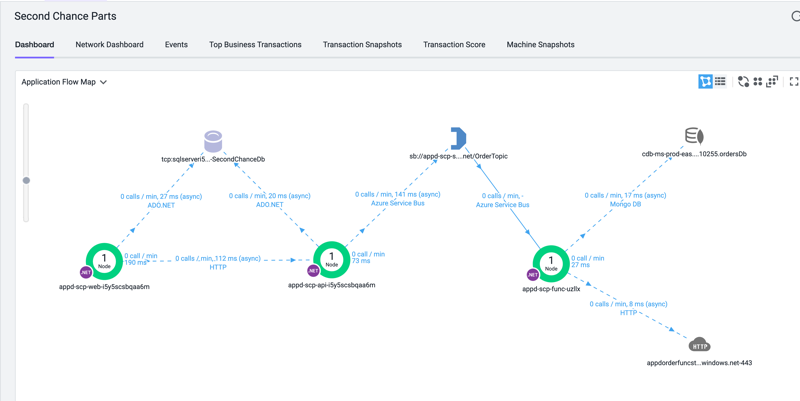 Second Chance Parts
Dashboard Network Dashboard Events Top Business Transactions Transaction Snapshots Transaction Score Machine Snapshots
Application Flow Map
tcp:sqlserveri5...-SecondChanceDb
sb://appd-scp-s....net/OrderTopic
cdb-ms-prod-eas....10255.ordersDb
0 calls / min, 27 ms (async)
ADO.NET
0 calls / min, 20 ms (async)
ADO.NET
0 calls / min, 141 ms (async)
Azure Service Bus
0 calls / min, -
Azure Service Bus
0 calls / min, 17 ms (async)
Mongo DB
1
Node
.NET
0 call / min
190 ms
appd-scp-web-i5y5scsbqaa6m
0 calls / min, 112 ms (async)
HTTP
1
Node
.NET
0 call / min
73 ms
appd-scp-api-i5y5scsbqaa6m
1
Node
.NET
0 call / min
27 ms
appd-scp-func-uzllx
0 calls / min, 8 ms (async)
HTTP
HTTP
appdorderfuncst...windows.net-443